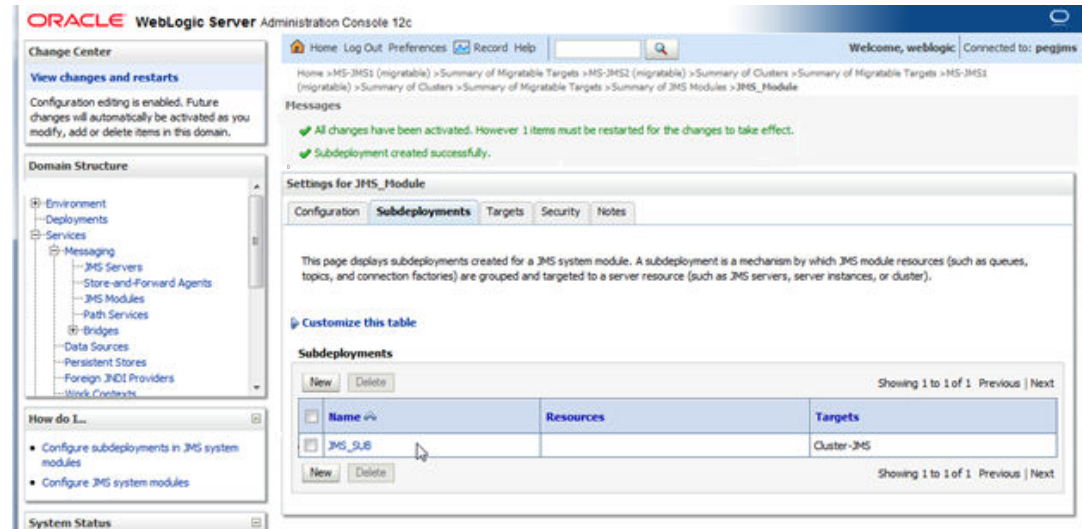 ORACLE WebLogic Server Administration Console 12c
Change Center
View changes and restarts
Configuration editing is enabled. Future
changes will automatically be activated as you
modify, add or delete items in this domain.
Domain Structure
Environment
Deployments
Services
Messaging
JMS Servers
Store-and-Forward Agents
JMS Modules
Path Services
Bridges
Data Sources
Persistent Stores
Foreign JNDI Providers
Work Contexts
How do I...
Configure subdeployments in JMS system
modules
Configure JMS system modules
System Status
Home Log Out Preferences Record Help
Welcome, weblogic Connected to: pegjms
Home >MS-JMS1 (migratable) >Summary of Migratable Targets >MS-JMS2 (migratable) >Summary of Clusters >Summary of Migratable Targets >MS-JMS1
(migratable) >Summary of Clusters >Summary of Migratable Targets >Summary of JMS Modules >JMS_Module
Messages
All changes have been activated. However 1 items must be restarted for the changes to take effect.
Subdeployment created successfully.
Settings for JMS_Module
Configuration Subdeployments Targets Security Notes
This page displays subdeployments created for a JMS system module. A subdeployment is a mechanism by which JMS module resources (such as queues,
topics, and connection factories) are grouped and targeted to a server resource (such as JMS servers, server instances, or cluster).
Customize this table
Subdeployments
New Delete Showing 1 to 1 of 1 Previous | Next
Name Resources Targets
JMS_SUB Cluster-JMS
New Delete Showing 1 to 1 of 1 Previous | Next